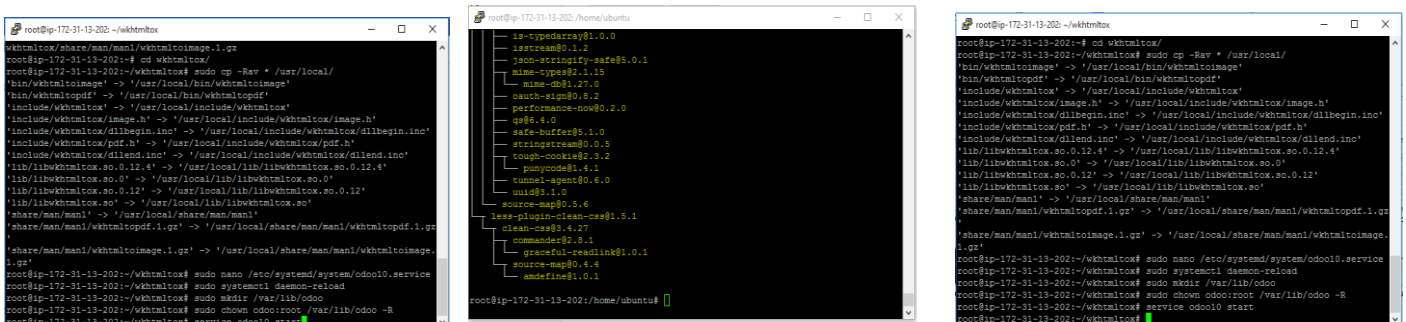 root@ip-172-31-13-202: ~/wkhtmltox
wkhtmltox/share/man/man1/wkhtmltoimage.1.gz
root@ip-172-31-13-202:~# cd wkhtmltox/
root@ip-172-31-13-202:~/wkhtmltox# sudo cp -Rav * /usr/local/
'bin/wkhtmltoimage' -> '/usr/local/bin/wkhtmltoimage'
'bin/wkhtmltopdf' -> '/usr/local/bin/wkhtmltopdf'
'include/wkhtmltox' -> '/usr/local/include/wkhtmltox'
'include/wkhtmltox/image.h' -> '/usr/local/include/wkhtmltox/image.h'
'include/wkhtmltox/dllbegin.inc' -> '/usr/local/include/wkhtmltox/dllbegin.inc'
'include/wkhtmltox/pdf.h' -> '/usr/local/include/wkhtmltox/pdf.h'
'include/wkhtmltox/dllend.inc' -> '/usr/local/include/wkhtmltox/dllend.inc'
'lib/libwkhtmltox.so.0.12.4' -> '/usr/local/lib/libwkhtmltox.so.0.12.4'
'lib/libwkhtmltox.so.0' -> '/usr/local/lib/libwkhtmltox.so.0'
'lib/libwkhtmltox.so.0.12' -> '/usr/local/lib/libwkhtmltox.so.0.12'
'lib/libwkhtmltox.so' -> '/usr/local/lib/libwkhtmltox.so'
'share/man/man1' -> '/usr/local/share/man/man1'
'share/man/man1/wkhtmltopdf.1.gz' -> '/usr/local/share/man/man1/wkhtmltopdf.1.gz
'
'share/man/man1/wkhtmltoimage.1.gz' -> '/usr/local/share/man/man1/wkhtmltoimage.
1.gz'
root@ip-172-31-13-202:~/wkhtmltox# sudo nano /etc/systemd/system/odoo10.service
root@ip-172-31-13-202:~/wkhtmltox# sudo systemctl daemon-reload
root@ip-172-31-13-202:~/wkhtmltox# sudo mkdir /var/lib/odoo
root@ip-172-31-13-202:~/wkhtmltox# sudo chown odoo:root /var/lib/odoo -R
root@ip-172-31-13-202:~/wkhtmltox# service odoo10 start
root@ip-172-31-13-202: /home/ubuntu
is-typedarray@1.0.0
isstream@0.1.2
json-stringify-safe@5.0.1
mime-types@2.1.15
mime-db@1.27.0
oauth-sign@0.8.2
performance-now@0.2.0
qs@6.4.0
safe-buffer@5.1.0
stringstream@0.0.5
tough-cookie@2.3.2
punycode@1.4.1
tunnel-agent@0.6.0
uuid@3.1.0
source-map@0.5.6
less-plugin-clean-css@1.5.1
clean-css@3.4.27
commander@2.8.1
graceful-readlink@1.0.1
source-map@0.4.4
amdefine@1.0.1
root@ip-172-31-13-202:/home/ubuntu#
root@ip-172-31-13-202: ~/wkhtmltox
root@ip-172-31-13-202:~# cd wkhtmltox/
root@ip-172-31-13-202:~/wkhtmltox# sudo cp -Rav * /usr/local/
'bin/wkhtmltoimage' -> '/usr/local/bin/wkhtmltoimage'
'bin/wkhtmltopdf' -> '/usr/local/bin/wkhtmltopdf'
'include/wkhtmltox' -> '/usr/local/include/wkhtmltox'
'include/wkhtmltox/image.h' -> '/usr/local/include/wkhtmltox/image.h'
'include/wkhtmltox/dllbegin.inc' -> '/usr/local/include/wkhtmltox/dllbegin.inc'
'include/wkhtmltox/pdf.h' -> '/usr/local/include/wkhtmltox/pdf.h'
'include/wkhtmltox/dllend.inc' -> '/usr/local/include/wkhtmltox/dllend.inc'
'lib/libwkhtmltox.so.0.12.4' -> '/usr/local/lib/libwkhtmltox.so.0.12.4'
'lib/libwkhtmltox.so.0' -> '/usr/local/lib/libwkhtmltox.so.0'
'lib/libwkhtmltox.so.0.12' -> '/usr/local/lib/libwkhtmltox.so.0.12'
'lib/libwkhtmltox.so' -> '/usr/local/lib/libwkhtmltox.so'
'share/man/man1' -> '/usr/local/share/man/man1'
'share/man/man1/wkhtmltopdf.1.gz' -> '/usr/local/share/man/man1/wkhtmltopdf.1.gz
'
'share/man/man1/wkhtmltoimage.1.gz' -> '/usr/local/share/man/man1/wkhtmltoimage.
1.gz'
root@ip-172-31-13-202:~/wkhtmltox# sudo nano /etc/systemd/system/odoo10.service
root@ip-172-31-13-202:~/wkhtmltox# sudo systemctl daemon-reload
root@ip-172-31-13-202:~/wkhtmltox# sudo mkdir /var/lib/odoo
root@ip-172-31-13-202:~/wkhtmltox# sudo chown odoo:root /var/lib/odoo -R
root@ip-172-31-13-202:~/wkhtmltox# service odoo10 start
root@ip-172-31-13-202:~/wkhtmltox#